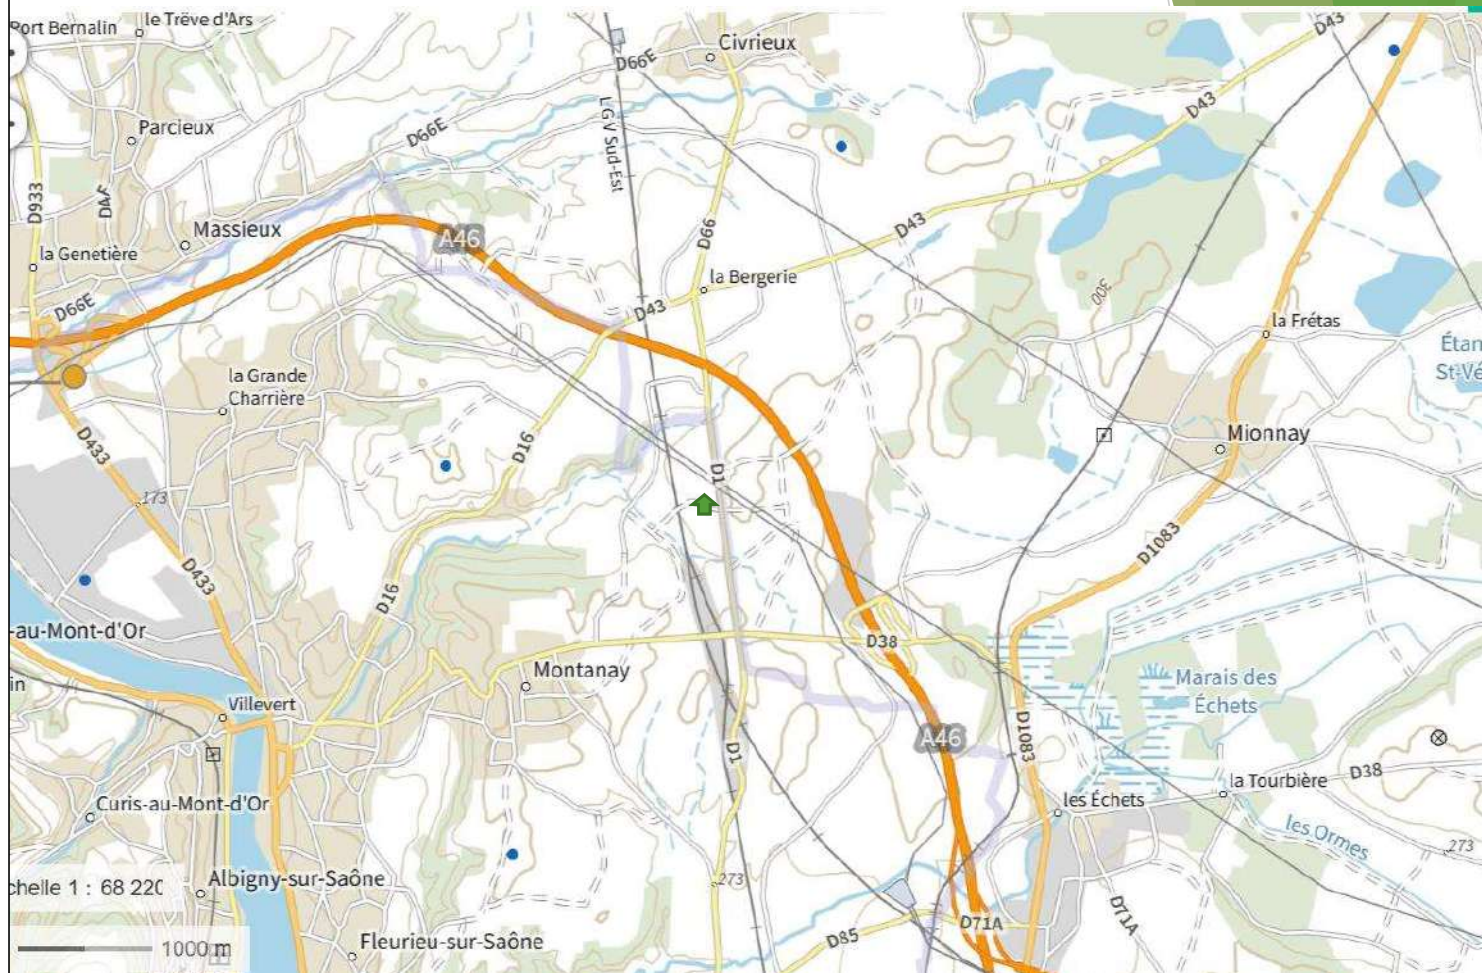 Port Bernalin
le Trève d'Ars
Civrieux
D43
D66E
Parcieux
D66E
LGV Sud-Est
D43
D933
Massieux
A46
D66
D43
la Genetière
la Bergerie
300
D66E
D43
la Frétas
Étan
St-Vé
la Grande
Charrière
D433
D16
D1
Mionnay
173
D433
D16
D1083
-au-Mont-d'Or
D38
in
Montanay
Marais des
Échets
Villevert
A46
D1083
D1
la Tourbière
D38
Curis-au-Mont-d'Or
les Échets
les Ormes
273
chelle 1 : 68 220
Albigny-sur-Saône
273
D71A
D71A
D85
1000 m
Fleurieu-sur-Saône